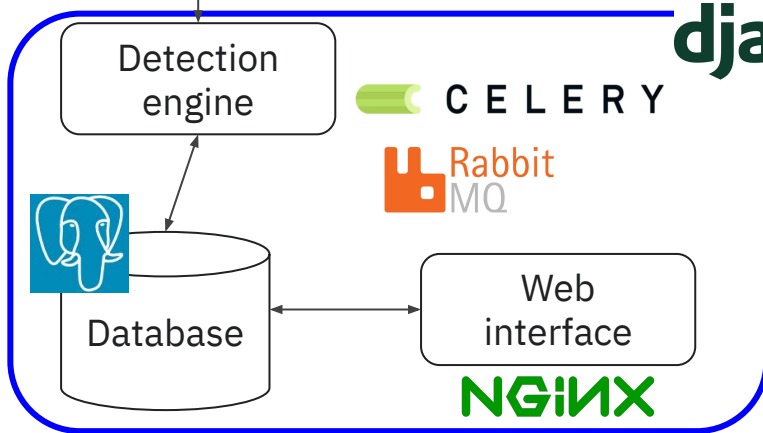 dja
Detection
engine
CELERY
Rabbit
MQ
Database
Web
interface
NGINX